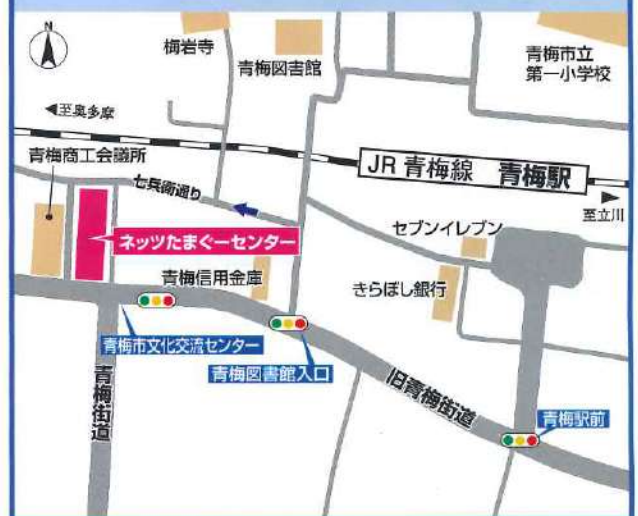 N
梅岩寺
青梅図書館
青梅市立
第一小学校
◀至奥多摩
青梅商工会議所
JR 青梅線 青梅駅
至立川
七兵衛通り
セブンイレブン
ネッツたまぐーセンター
青梅信用金庫
きらぼし銀行
青梅市文化交流センター
青梅図書館入口
青梅街道
旧青梅街道
青梅駅前